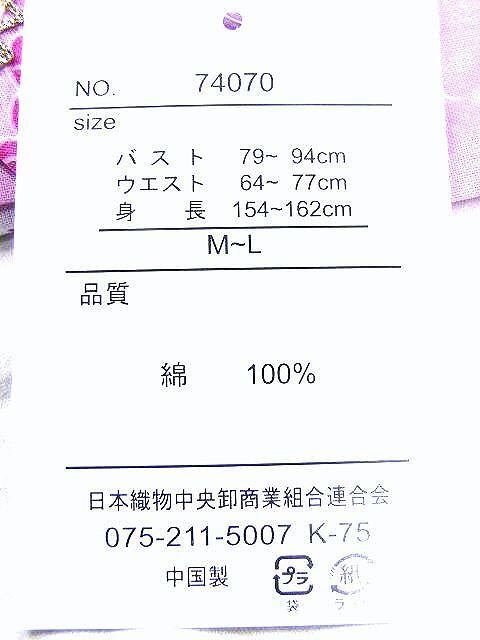 NO. 74070
size
バスト 79~ 94cm
ウエスト 64~ 77cm
身長 154~162cm
M~L
品質
綿 100%
日本織物中央卸商業組合連合会
075-211-5007 K-75
中国製 プラ 紙
袋